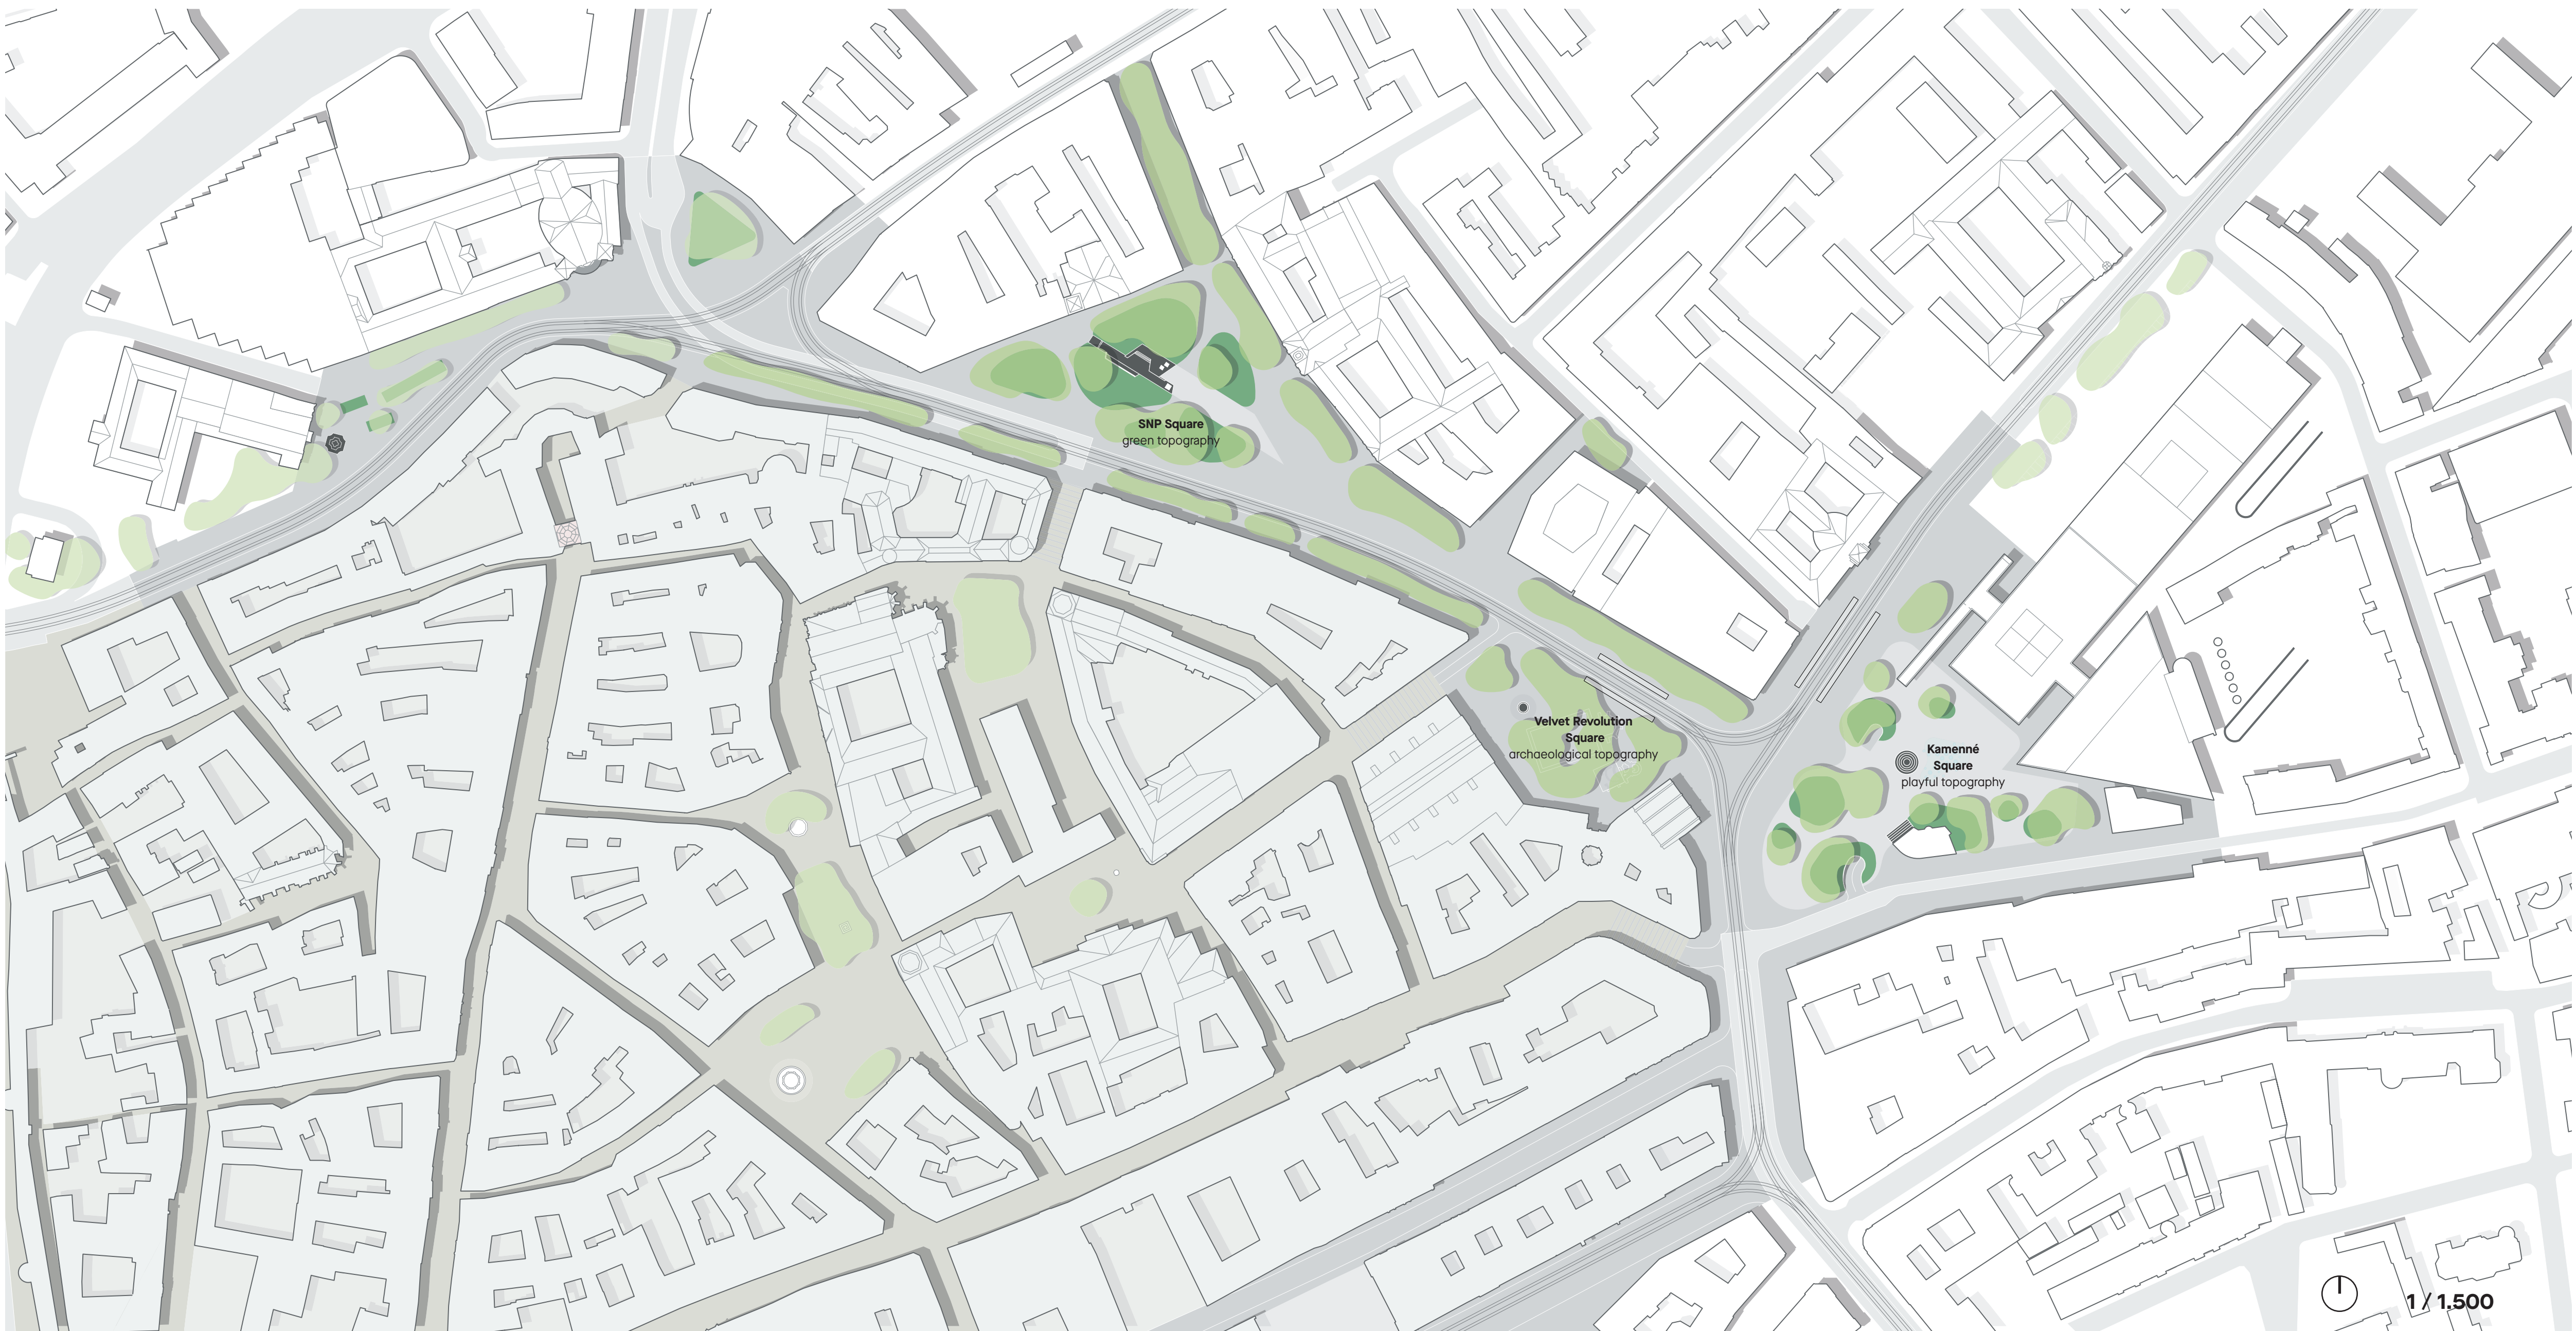 SNP Square
green topography
Velvet Revolution
Square
archaeological topography
Kamenné
Square
playful topography
1 / 1.500